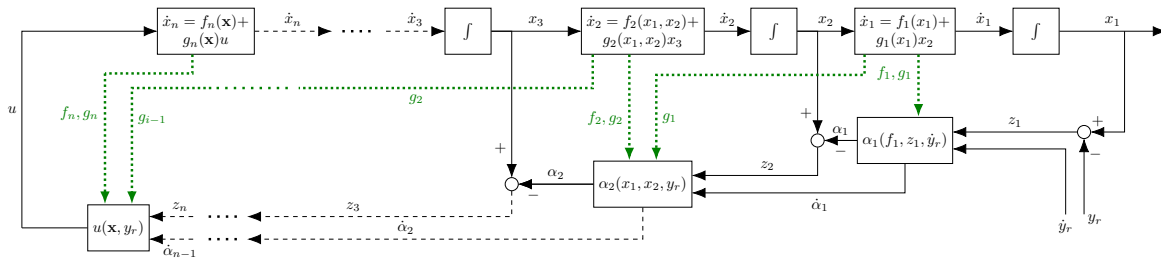 ẋₙ = fₙ(𝐱)+
gₙ(𝐱)u
ẋₙ
ẋ₃
∫
x₃
ẋ₂ = f₂(x₁, x₂)+
g₂(x₁, x₂)x₃
ẋ₂
∫
x₂
ẋ₁ = f₁(x₁)+
g₁(x₁)x₂
ẋ₁
∫
x₁
u
fₙ, gₙ
gᵢ₋₁
g₂
f₂, g₂
g₁
f₁, g₁
+
α₁
−
α₁(f₁, z₁, ẏᵣ)
z₁
+
−
+
α₂
−
α₂(x₁, x₂, yᵣ)
z₂
α̇₁
u(𝐱, yᵣ)
zₙ
z₃
α̇ₙ₋₁
α̇₂
ẏᵣ
yᵣ